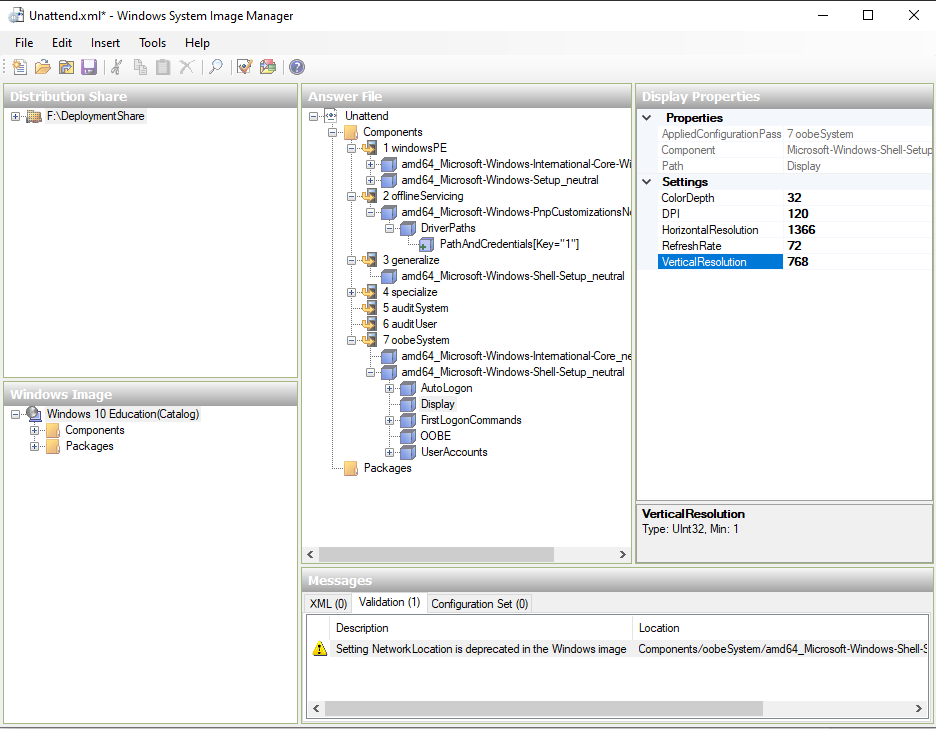 Unattend.xml* - Windows System Image Manager
File Edit Insert Tools Help
Distribution Share
F:\DeploymentShare
Windows Image
Windows 10 Education(Catalog)
Components
Packages
Answer File
Unattend
Components
1 windowsPE
amd64_Microsoft-Windows-International-Core-Wi
amd64_Microsoft-Windows-Setup_neutral
2 offlineServicing
amd64_Microsoft-Windows-PnpCustomizationsNo
DriverPaths
PathAndCredentials[Key="1"]
3 generalize
amd64_Microsoft-Windows-Shell-Setup_neutral
4 specialize
5 auditSystem
6 auditUser
7 oobeSystem
amd64_Microsoft-Windows-International-Core_ne
amd64_Microsoft-Windows-Shell-Setup_neutral
AutoLogon
Display
FirstLogonCommands
OOBE
UserAccounts
Packages
Display Properties
Properties
AppliedConfigurationPass 7 oobeSystem
Component Microsoft-Windows-Shell-Setup
Path Display
Settings
ColorDepth 32
DPI 120
HorizontalResolution 1366
RefreshRate 72
VerticalResolution 768
VerticalResolution
Type: UInt32, Min: 1
Messages
XML (0) Validation (1) Configuration Set (0)
Description Location
Setting NetworkLocation is deprecated in the Windows image Components/oobeSystem/amd64_Microsoft-Windows-Shell-S